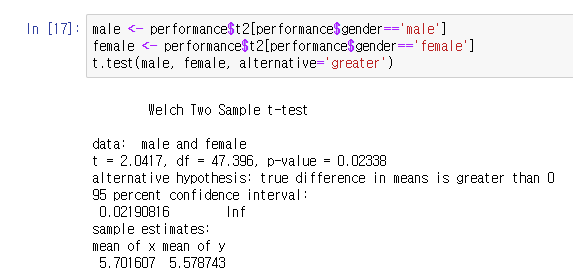 In [17]: male <- performance$t2[performance$gender=='male']
female <- performance$t2[performance$gender=='female']
t.test(male, female, alternative='greater')
Welch Two Sample t-test
data:  male and female
t = 2.0417, df = 47.396, p-value = 0.02338
alternative hypothesis: true difference in means is greater than 0
95 percent confidence interval:
0.02190816        Inf
sample estimates:
mean of x mean of y
5.701607  5.578743